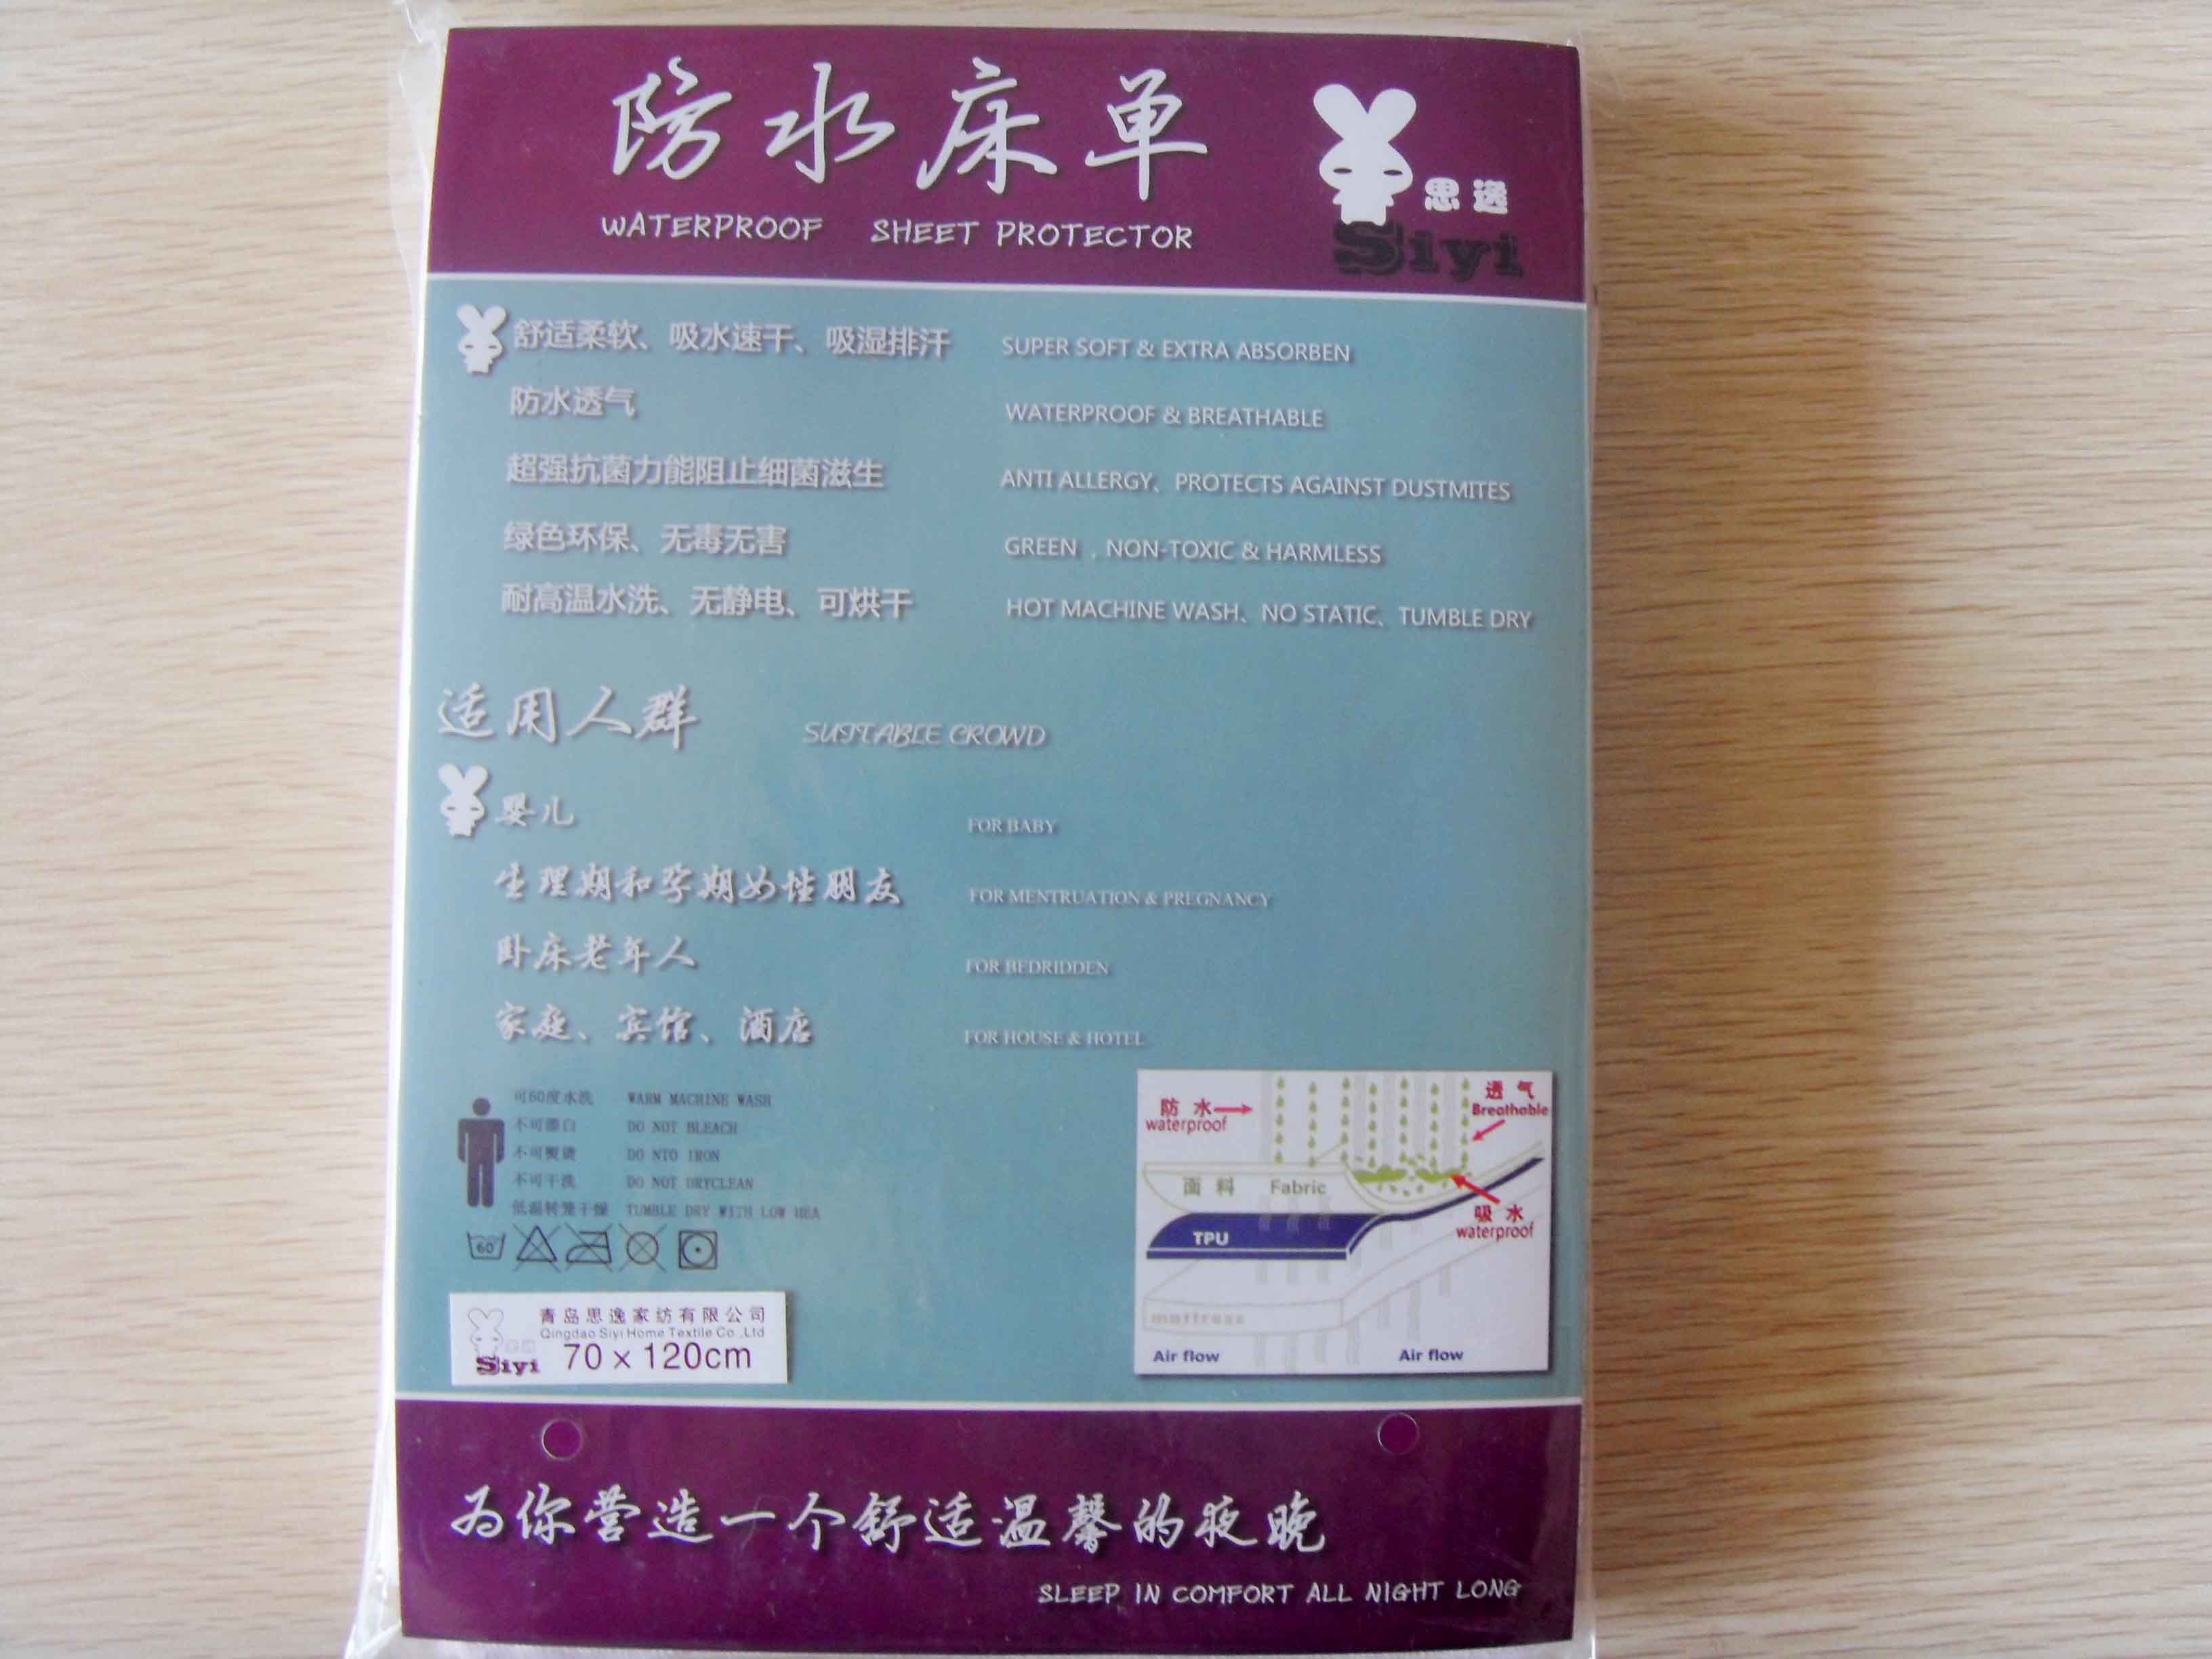 防水床单
WATERPROOF SHEET PROTECTOR
思逸
Siyi
舒适柔软、吸水速干、吸湿排汗 SUPER SOFT & EXTRA ABSORBEN
防水透气 WATERPROOF & BREATHABLE
超强抗菌力能阻止细菌滋生 ANTI ALLERGY、PROTECTS AGAINST DUSTMITES
绿色环保、无毒无害 GREEN , NON-TOXIC & HARMLESS
耐高温水洗、无静电、可烘干 HOT MACHINE WASH、NO STATIC、TUMBLE DRY
适用人群 SUITABLE CROWD
婴儿 FOR BABY
生理期和孕期女性朋友 FOR MENTRUATION & PREGNANCY
卧床老年人 FOR BEDRIDDEN
家庭、宾馆、酒店 FOR HOUSE & HOTEL
可60度水洗 WARM MACHINE WASH
不可漂白 DO NOT BLEACH
不可熨烫 DO NTO IRON
不可干洗 DO NOT DRYCLEAN
低温转笼干燥 TUMBLE DRY WITH LOW HEA
60
青岛思逸家纺有限公司
Qingdao Siyi Home Textile Co.,Ltd
Siyi 70×120cm
防水
waterproof
透气
Breathable
面料 Fabric
吸水
waterproof
TPU
mattress
Air flow Air flow
为你营造一个舒适温馨的夜晚
SLEEP IN COMFORT ALL NIGHT LONG